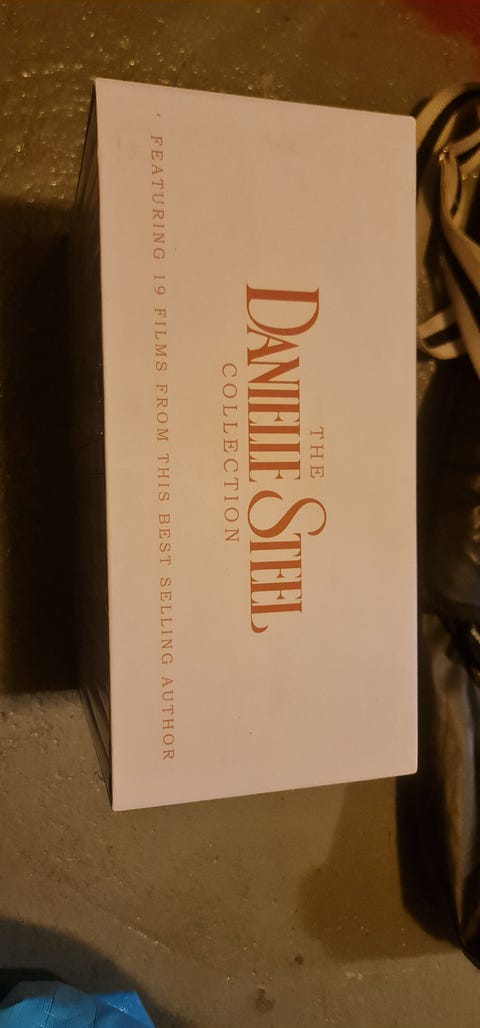 THE
DANIELLE STEEL
COLLECTION
FEATURING 19 FILMS FROM THIS BEST SELLING AUTHOR